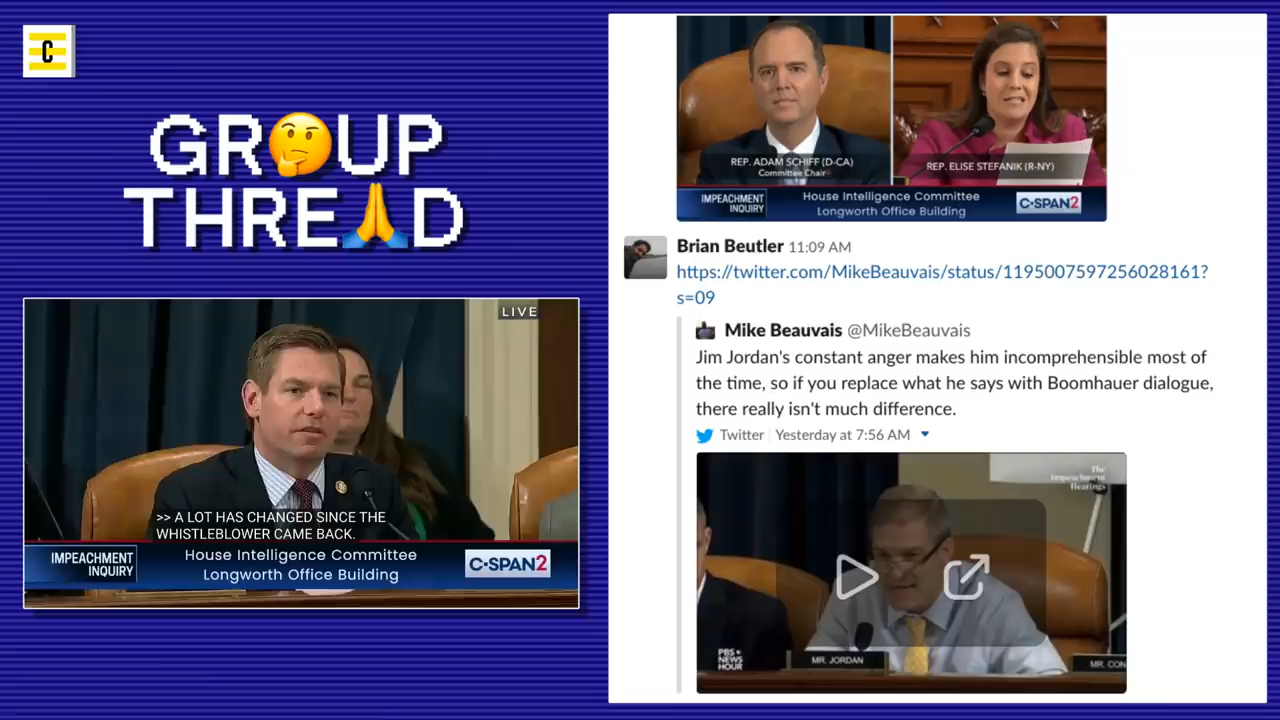 C
GR🤔UP
THRE🙏D
LIVE
>> A LOT HAS CHANGED SINCE THE
WHISTLEBLOWER CAME BACK.
IMPEACHMENT
INQUIRY
House Intelligence Committee
Longworth Office Building
C-SPAN2
REP. ADAM SCHIFF (D-CA)
Committee Chair
REP. ELISE STEFANIK (R-NY)
IMPEACHMENT
INQUIRY
House Intelligence Committee
Longworth Office Building
C-SPAN2
Brian Beutler 11:09 AM
https://twitter.com/MikeBeauvais/status/1195007597256028161?
s=09
Mike Beauvais @MikeBeauvais
Jim Jordan's constant anger makes him incomprehensible most of
the time, so if you replace what he says with Boomhauer dialogue,
there really isn't much difference.
Twitter | Yesterday at 7:56 AM
The
Impeachment
Hearings
PBS
NEWS
HOUR
MR. JORDAN
MR. CON